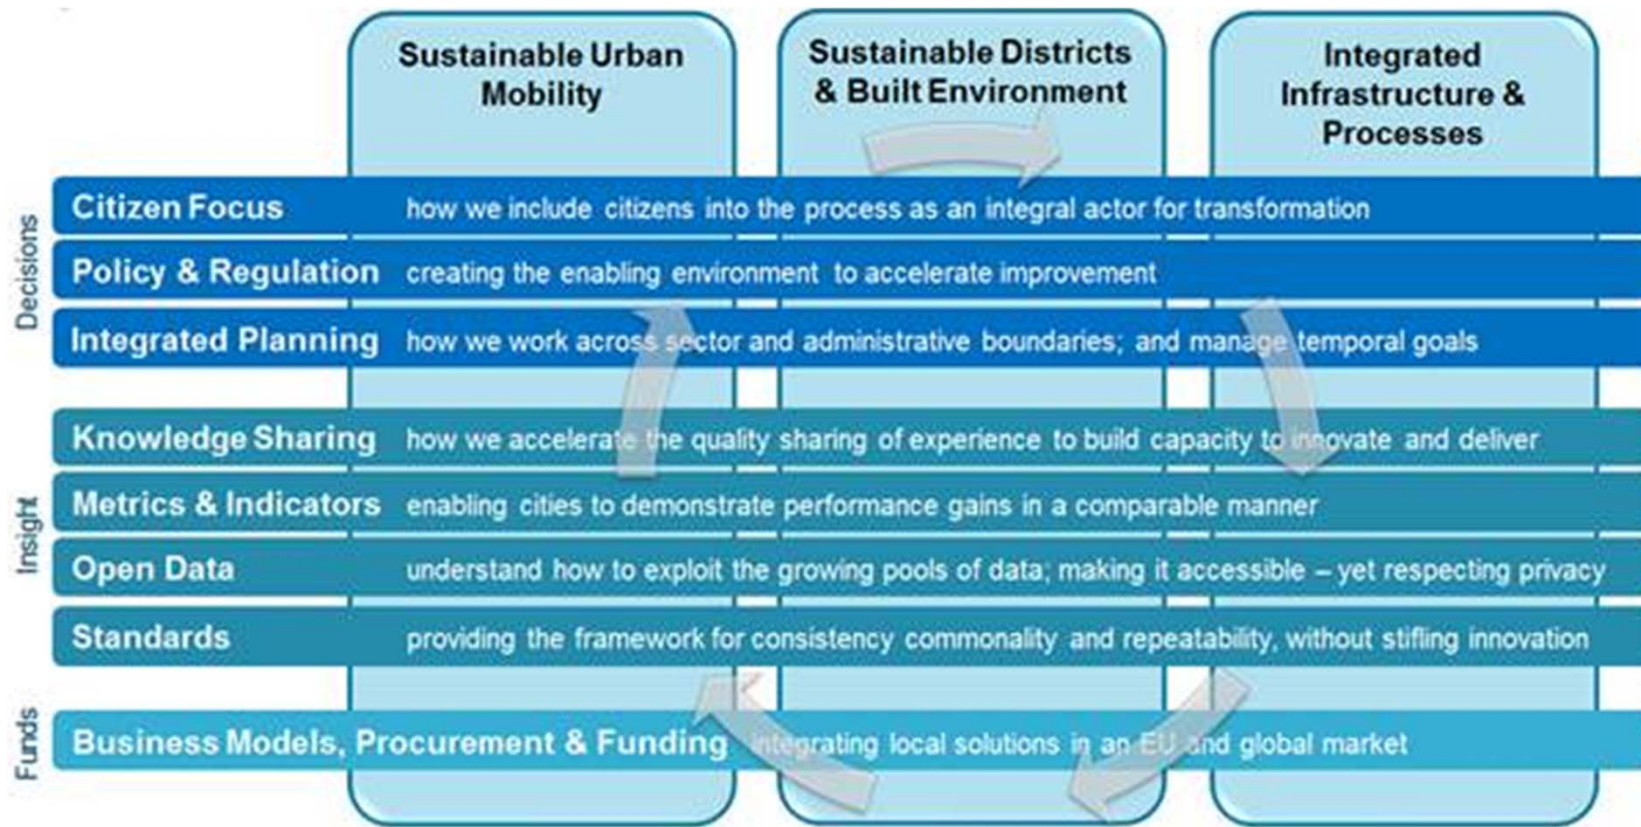 Sustainable Urban
Mobility
Sustainable Districts
& Built Environment
Integrated
Infrastructure &
Processes
Decisions
Citizen Focus how we include citizens into the process as an integral actor for transformation
Policy & Regulation creating the enabling environment to accelerate improvement
Integrated Planning how we work across sector and administrative boundaries; and manage temporal goals
Insight
Knowledge Sharing how we accelerate the quality sharing of experience to build capacity to innovate and deliver
Metrics & Indicators enabling cities to demonstrate performance gains in a comparable manner
Open Data understand how to exploit the growing pools of data; making it accessible – yet respecting privacy
Standards providing the framework for consistency commonality and repeatability, without stifling innovation
Funds
Business Models, Procurement & Funding integrating local solutions in an EU and global market